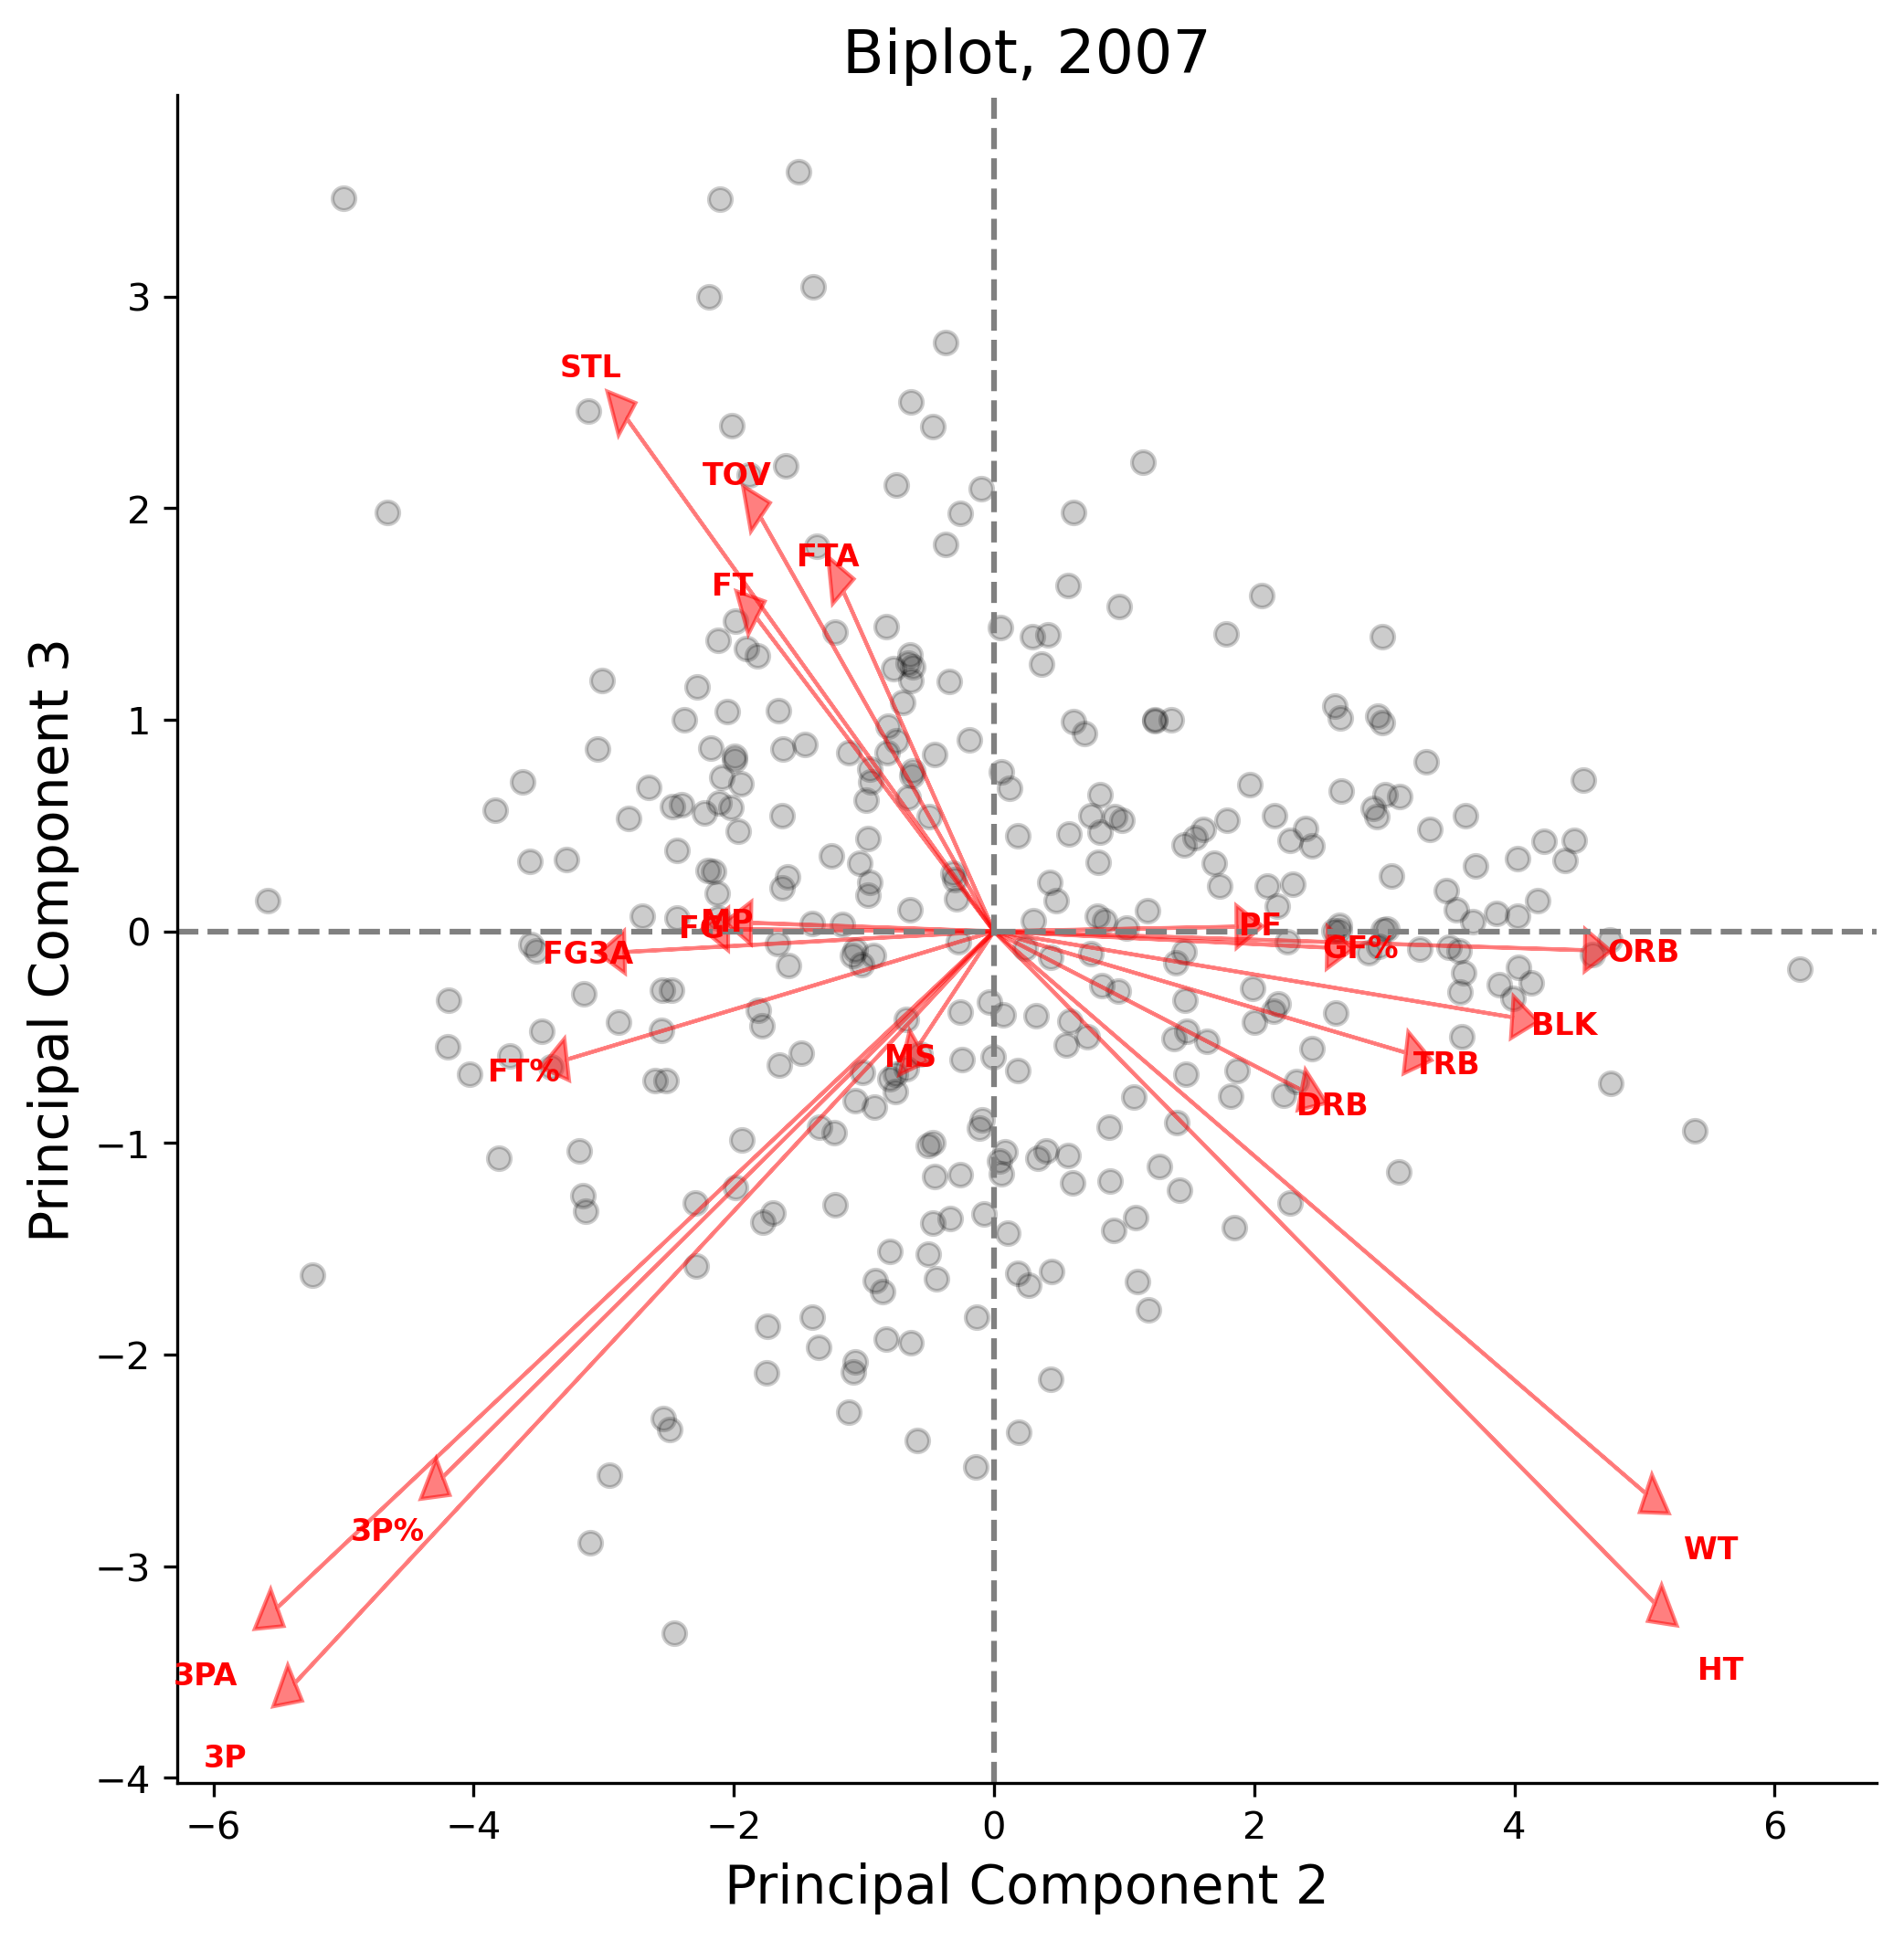 Biplot, 2007
Principal Component 3
3
2
1
0
−1
−2
−3
−4
STL
TOV
FTA
FT
MP
FG
PF
GF%
ORB
FG3A
BLK
MS
TRB
FT%
DRB
3P%
WT
3PA
HT
3P
−6
−4
−2
0
2
4
6
Principal Component 2